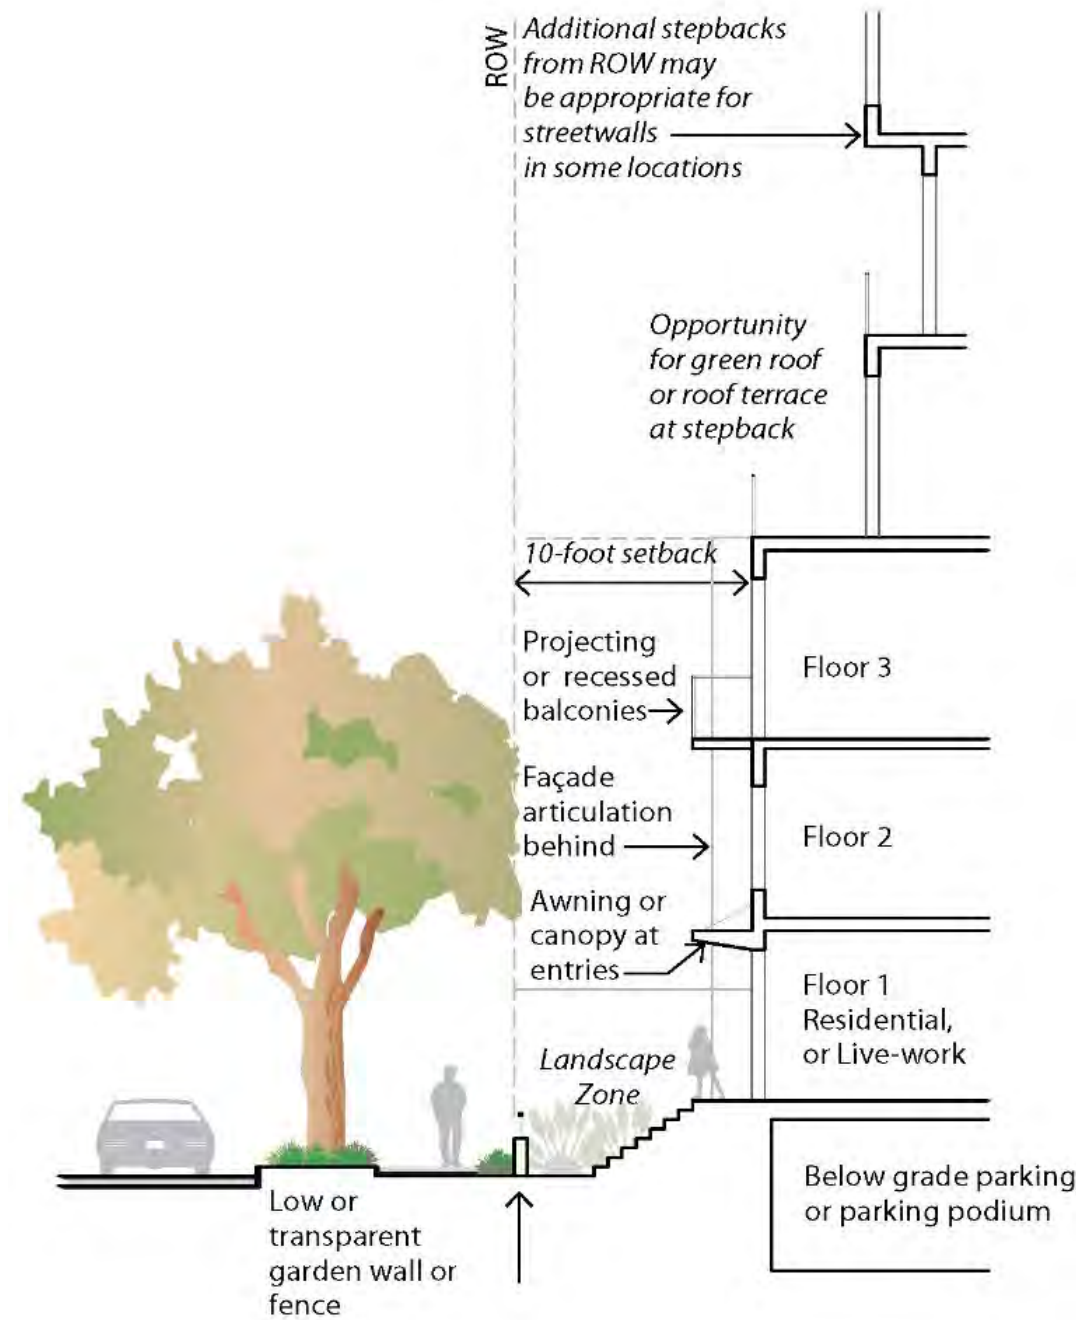 ROW
Additional stepbacks
from ROW may
be appropriate for
streetwalls
in some locations
Opportunity
for green roof
or roof terrace
at stepback
10-foot setback
Projecting
or recessed
balconies
Floor 3
Façade
articulation
behind
Floor 2
Awning or
canopy at
entries
Floor 1
Residential,
or Live-work
Landscape
Zone
Below grade parking
or parking podium
Low or
transparent
garden wall or
fence